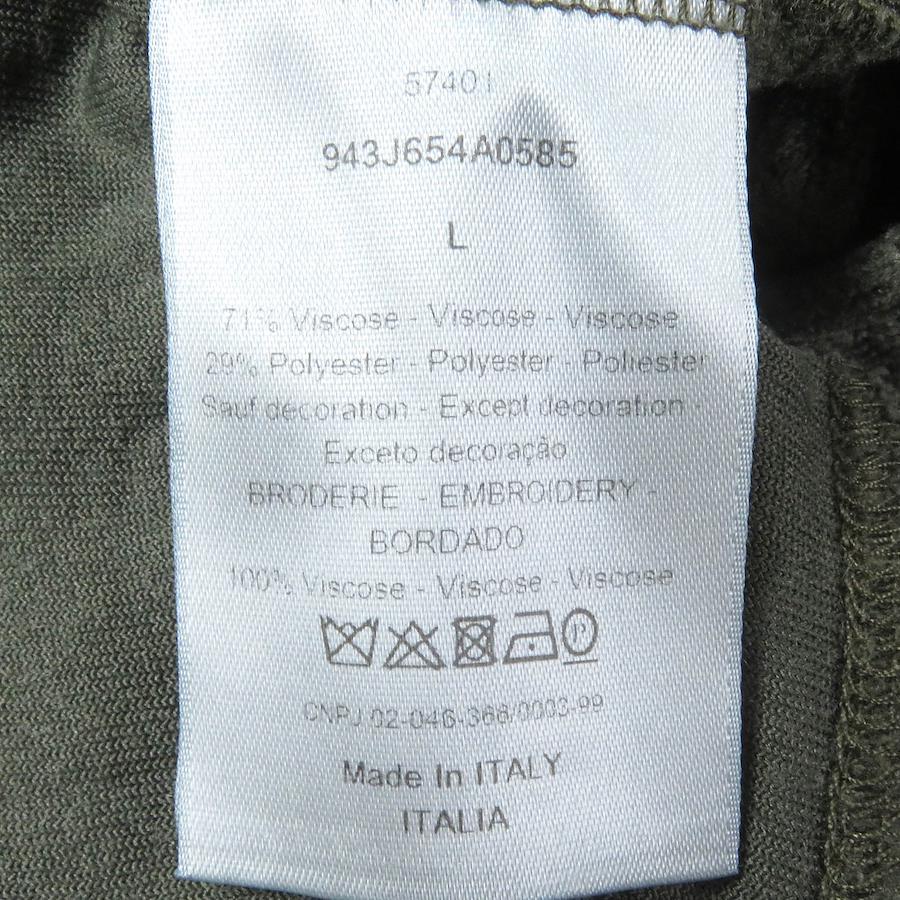 57401
943J654A0585
L
71% Viscose - Viscose - Viscose
29% Polyester - Polyester - Poliester
Sauf decoration - Except decoration -
Exceto decoração
BRODERIE - EMBROIDERY -
BORDADO
100% Viscose - Viscose - Viscose
P
CNPJ 02-046-366/0003-99
Made In ITALY
ITALIA